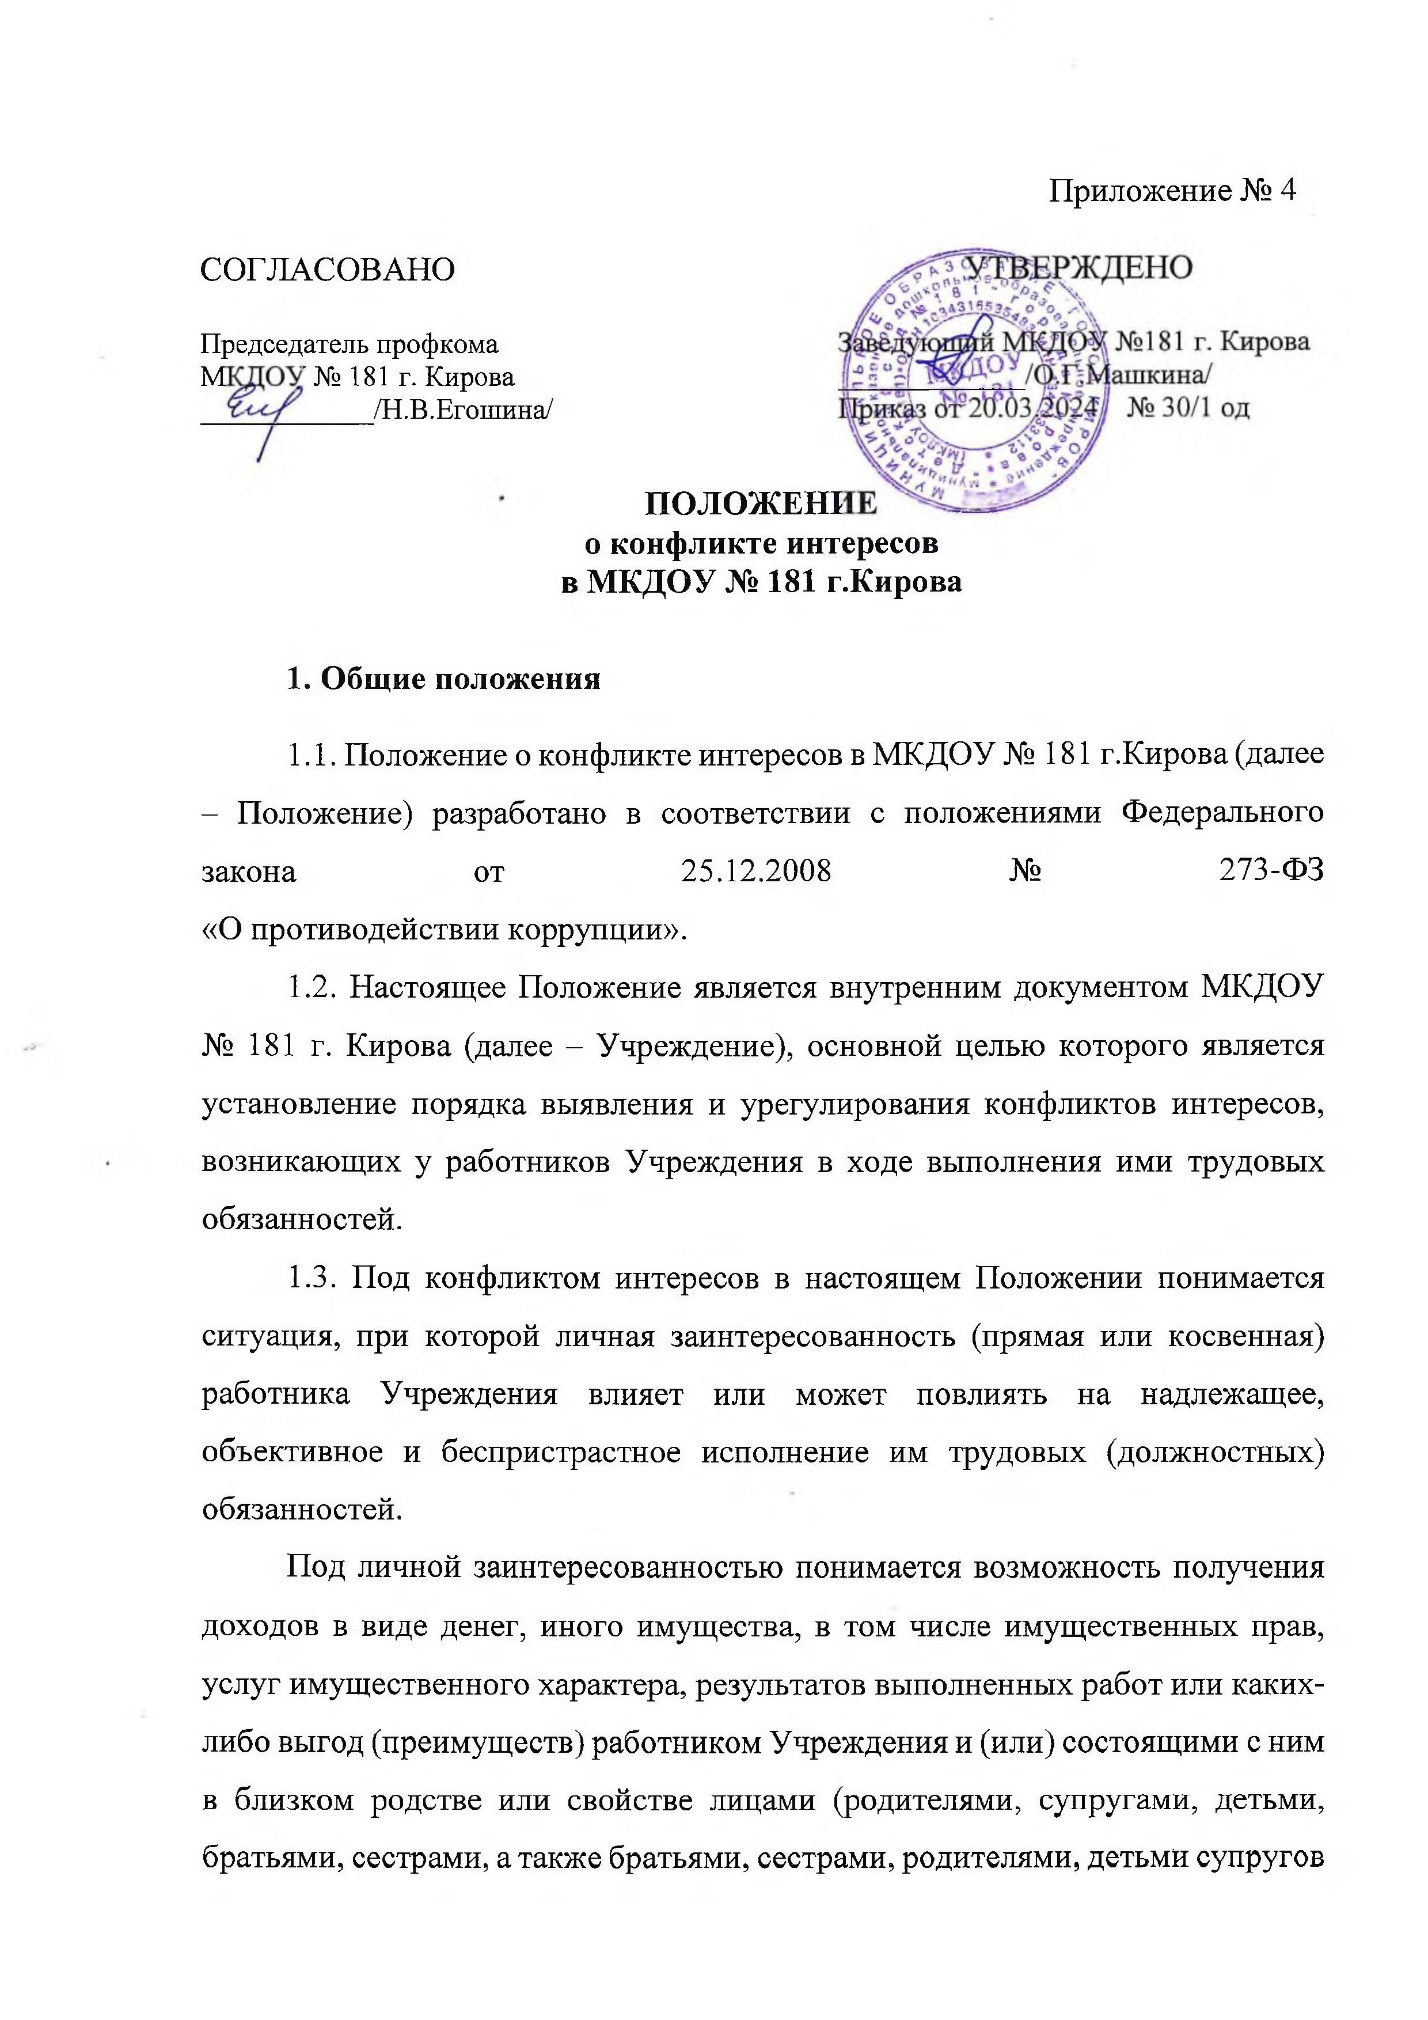 Приложение № 4
СОГЛАСОВАНО
УТВЕРЖДЕНО
Председатель профкома
МКДОУ № 181 г. Кирова
/Н.В.Егошина/
Заведующий МКДОУ №181 г. Кирова
/О.Г.Машкина/
Приказ от 20.03.2024 № 30/1 од
МКДОУ
№ 181
ПОЛОЖЕНИЕ
о конфликте интересов
в МКДОУ № 181 г.Кирова
1. Общие положения
1.1. Положение о конфликте интересов в МКДОУ № 181 г.Кирова (далее
– Положение) разработано в соответствии с положениями Федерального
закона от 25.12.2008 № 273-ФЗ
«О противодействии коррупции».
1.2. Настоящее Положение является внутренним документом МКДОУ
№ 181 г. Кирова (далее – Учреждение), основной целью которого является
установление порядка выявления и урегулирования конфликтов интересов,
возникающих у работников Учреждения в ходе выполнения ими трудовых
обязанностей.
1.3. Под конфликтом интересов в настоящем Положении понимается
ситуация, при которой личная заинтересованность (прямая или косвенная)
работника Учреждения влияет или может повлиять на надлежащее,
объективное и беспристрастное исполнение им трудовых (должностных)
обязанностей.
Под личной заинтересованностью понимается возможность получения
доходов в виде денег, иного имущества, в том числе имущественных прав,
услуг имущественного характера, результатов выполненных работ или каких-
либо выгод (преимуществ) работником Учреждения и (или) состоящими с ним
в близком родстве или свойстве лицами (родителями, супругами, детьми,
братьями, сестрами, а также братьями, сестрами, родителями, детьми супругов